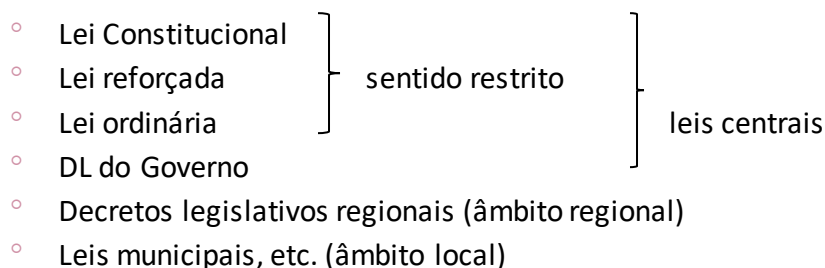 Lei Constitucional
Lei reforçada sentido restrito
Lei ordinária leis centrais
DL do Governo
Decretos legislativos regionais (âmbito regional)
Leis municipais, etc. (âmbito local)